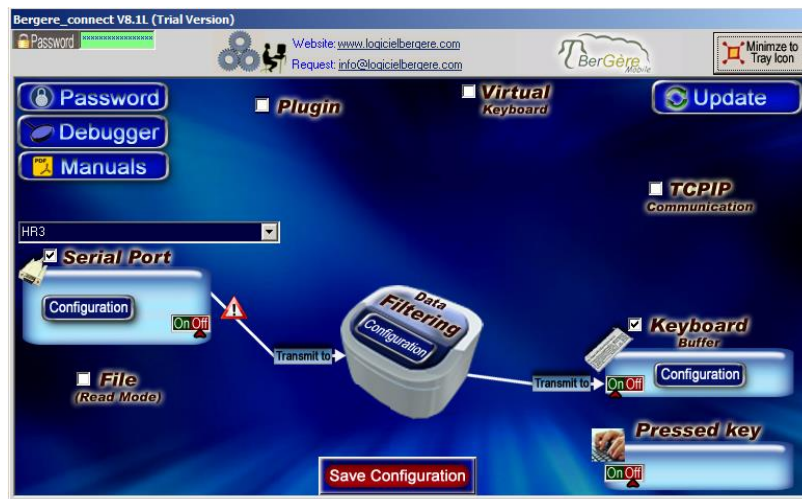 Bergere_connect V8.1L (Trial Version)
Password ******************
Website: www.logicielbergere.com
Request: info@logicielbergere.com
BerGère
Mobile
Minimze to
Tray Icon
Password
Debugger
PDF
Manuals
Plugin
Virtual
Keyboard
Update
TCPIP
Communication
HR3
Serial Port
Configuration
On Off
Data
Filtering
Configuration
Transmit to
Keyboard
Buffer
Transmit to
On Off
Configuration
File
(Read Mode)
Pressed key
On Off
Save Configuration